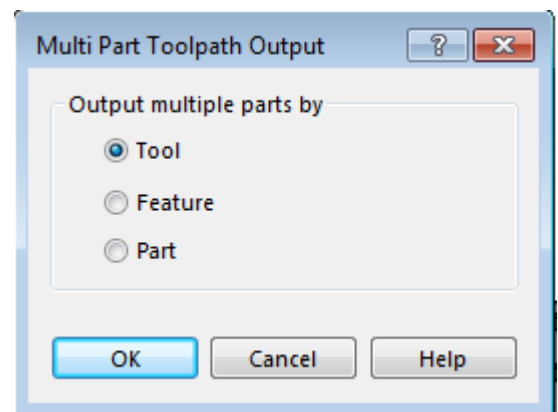 Multi Part Toolpath Output
?
Output multiple parts by
Tool
Feature
Part
OK Cancel Help